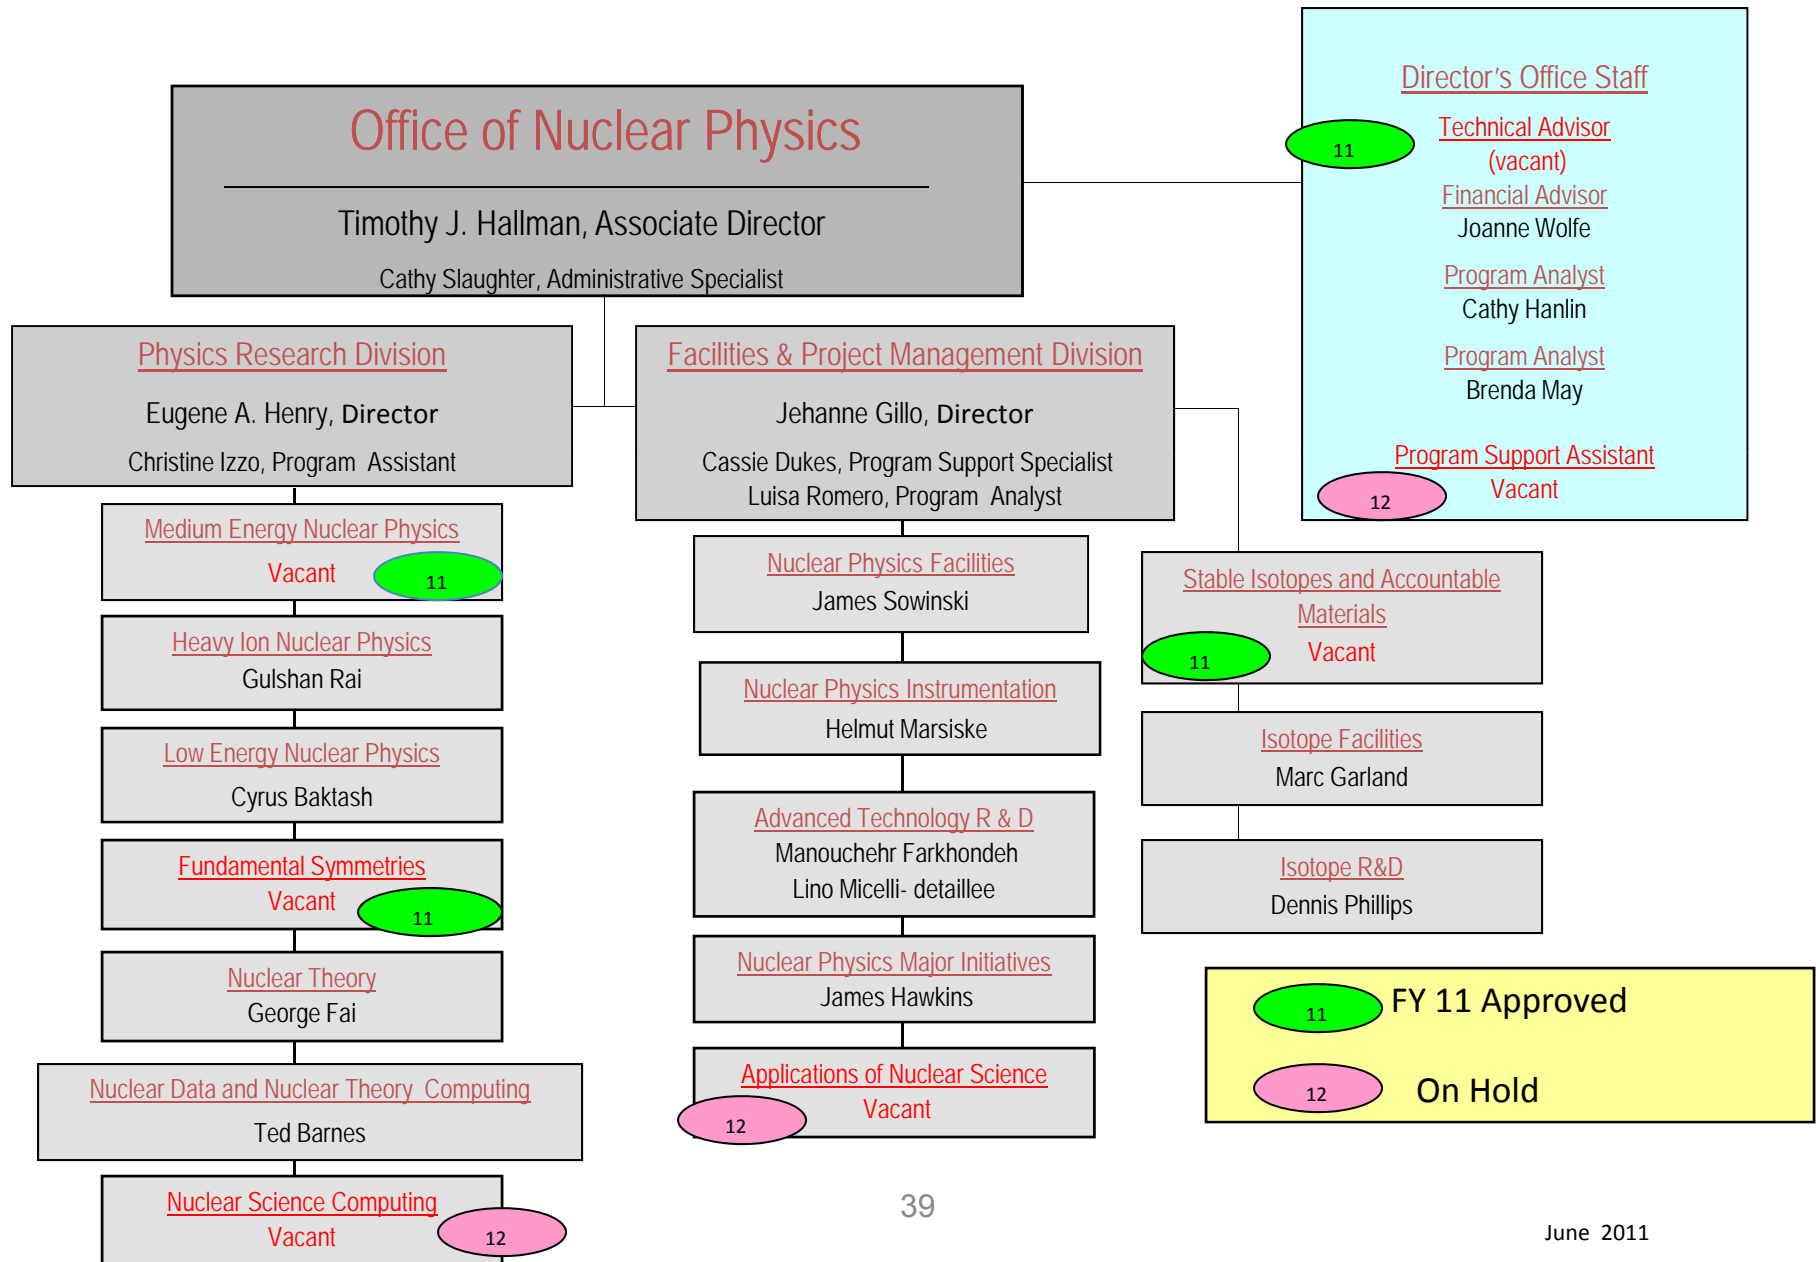 Office of Nuclear Physics
Timothy J. Hallman, Associate Director
Cathy Slaughter, Administrative Specialist
Director's Office Staff
Technical Advisor
11
(vacant)
Financial Advisor
Joanne Wolfe
Program Analyst
Cathy Hanlin
Program Analyst
Brenda May
Program Support Assistant
Vacant
12
Physics Research Division
Eugene A. Henry, Director
Christine Izzo, Program Assistant
Medium Energy Nuclear Physics
Vacant
11
Heavy Ion Nuclear Physics
Gulshan Rai
Low Energy Nuclear Physics
Cyrus Baktash
Fundamental Symmetries
Vacant
11
Nuclear Theory
George Fai
Nuclear Data and Nuclear Theory Computing
Ted Barnes
Nuclear Science Computing
Vacant
12
Facilities & Project Management Division
Jehanne Gillo, Director
Cassie Dukes, Program Support Specialist
Luisa Romero, Program Analyst
Nuclear Physics Facilities
James Sowinski
Nuclear Physics Instrumentation
Helmut Marsiske
Advanced Technology R & D
Manouchehr Farkhondeh
Lino Micelli- detaillee
Nuclear Physics Major Initiatives
James Hawkins
Applications of Nuclear Science
Vacant
12
Stable Isotopes and Accountable
Materials
Vacant
11
Isotope Facilities
Marc Garland
Isotope R&D
Dennis Phillips
11 FY 11 Approved
12 On Hold
39
June 2011